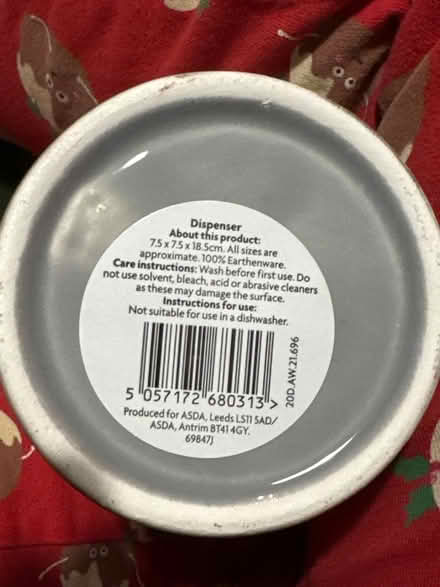 Dispenser
About this product:
7.5 x 7.5 x 18.5cm. All sizes are
approximate. 100% Earthenware.
Care instructions: Wash before first use. Do
not use solvent, bleach, acid or abrasive cleaners
as these may damage the surface.
Instructions for use:
Not suitable for use in a dishwasher.
5 057172 680313 >
20D.AW.21.696
Produced for ASDA, Leeds LS11 5AD/
ASDA, Antrim BT41 4GY.
69847J